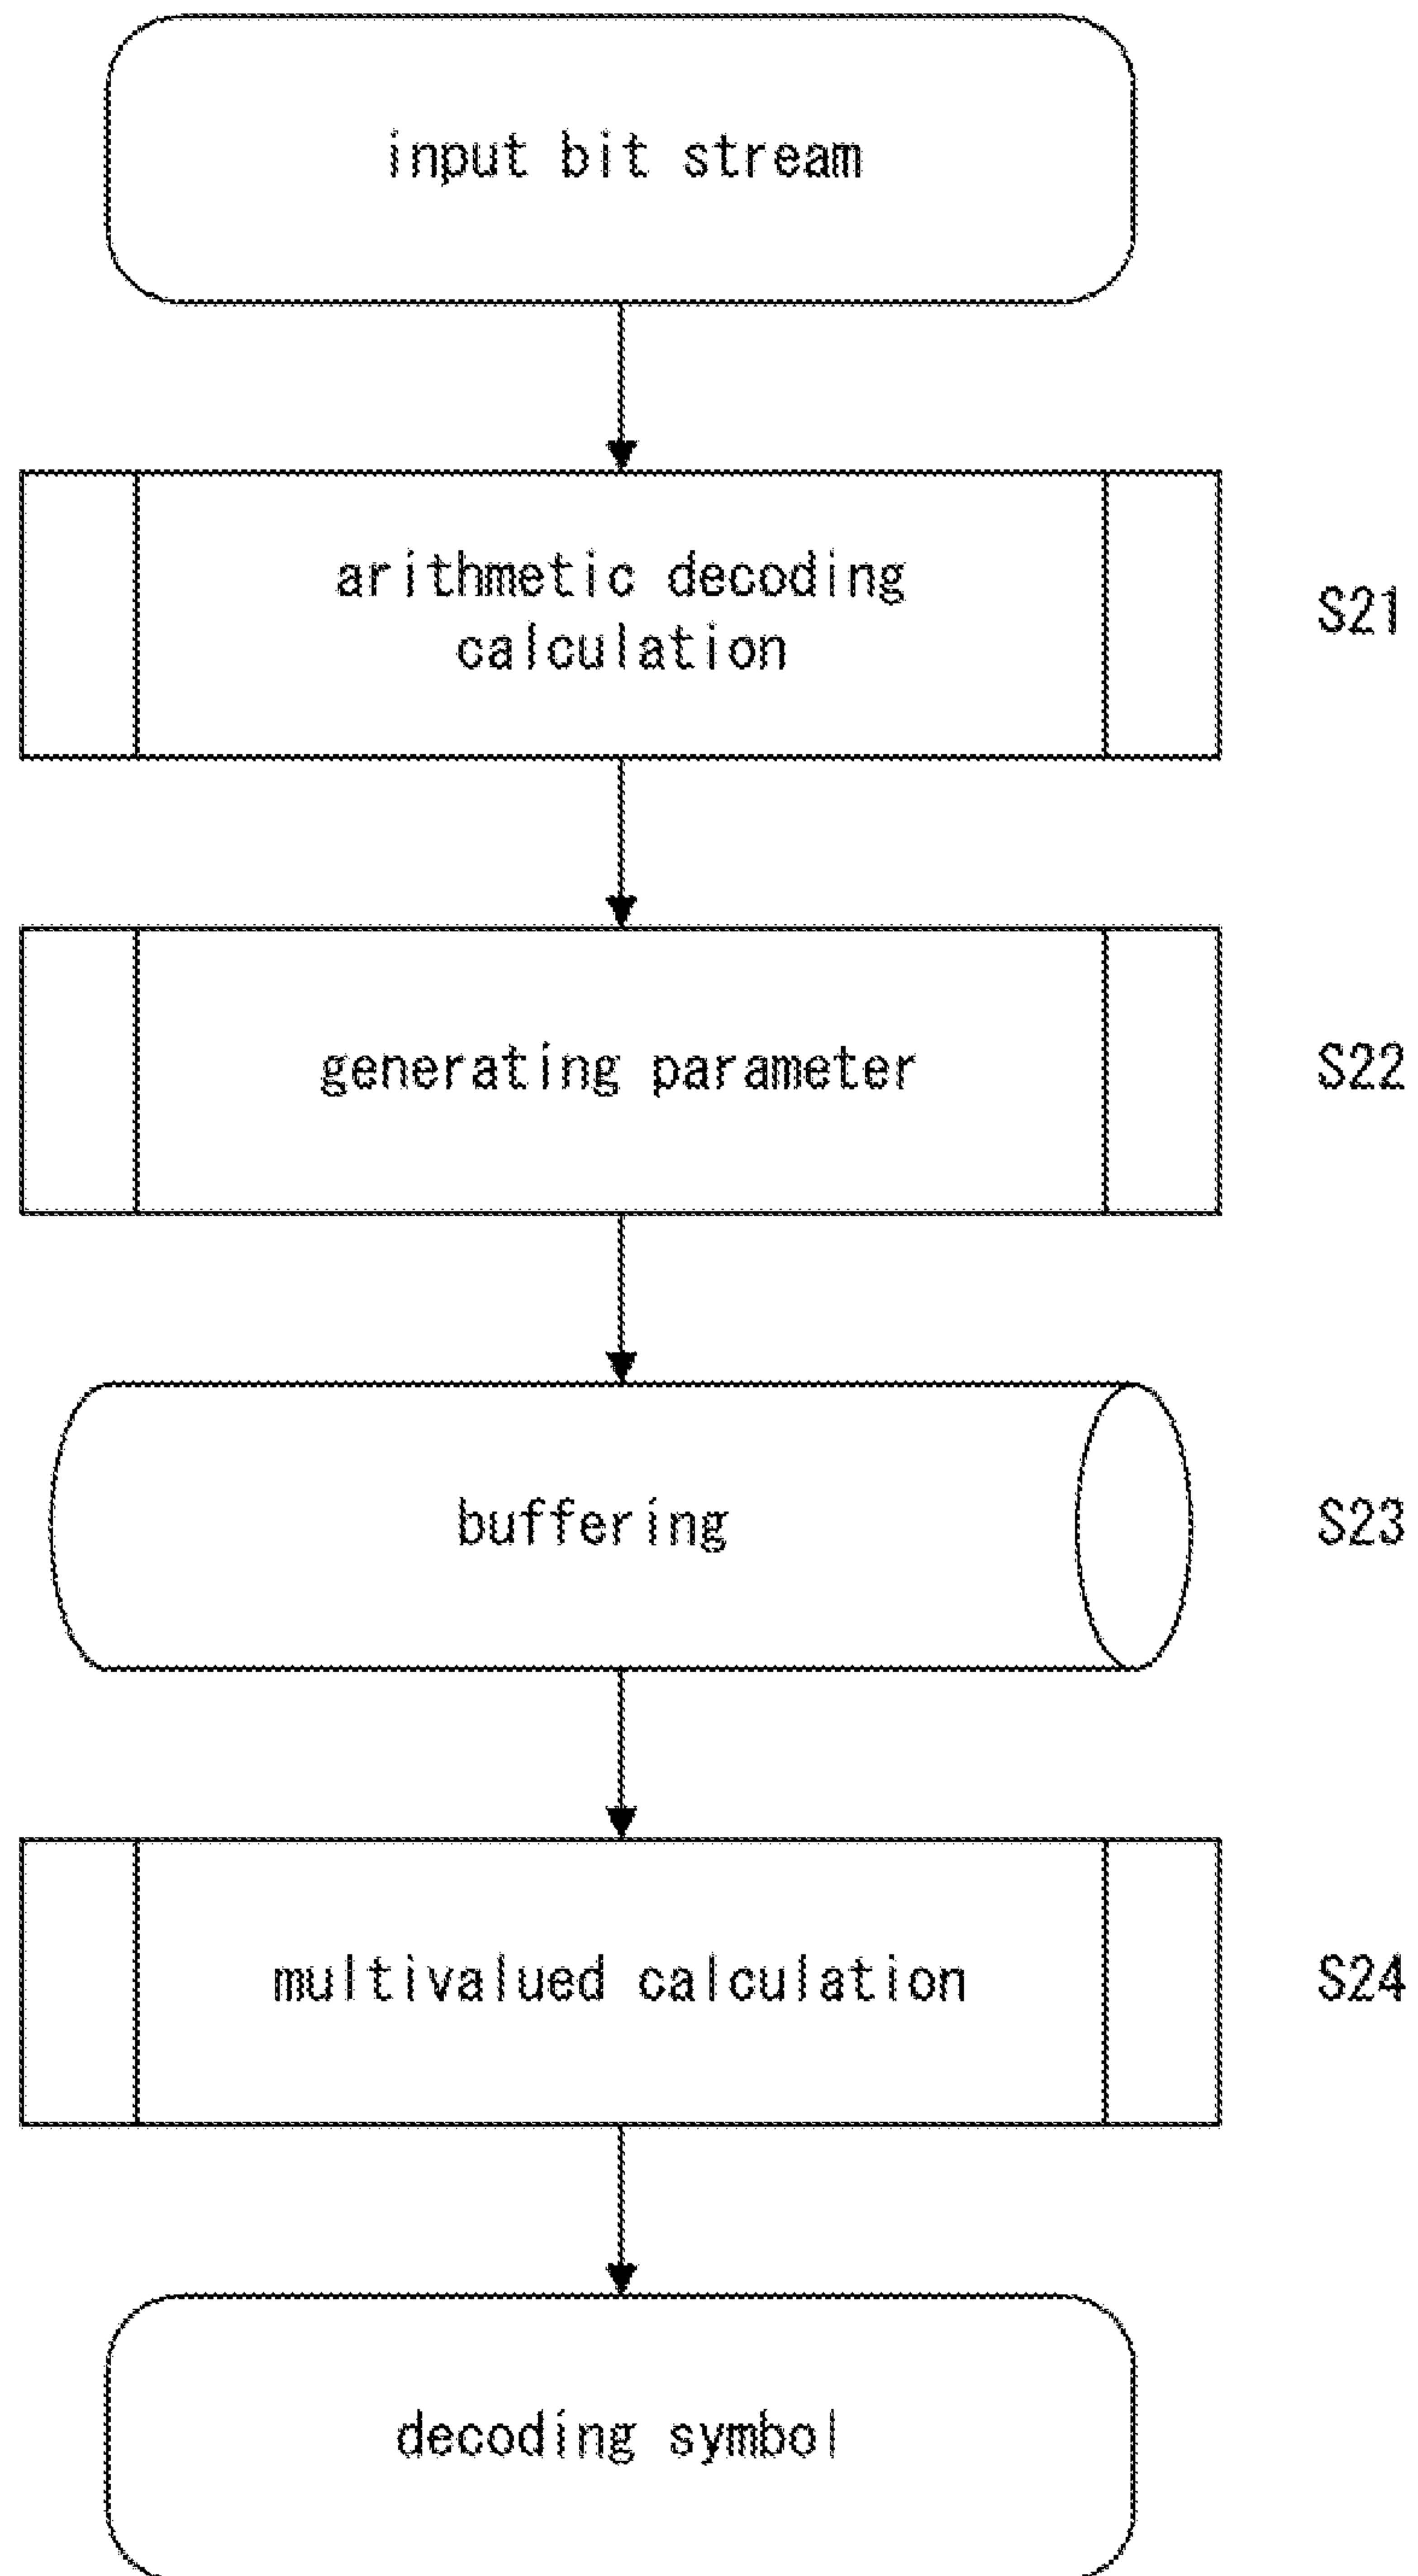 input bit stream
arithmetic decoding
calculation
S21
generating parameter
S22
buffering
S23
multivalued calculation
S24
decoding symbol